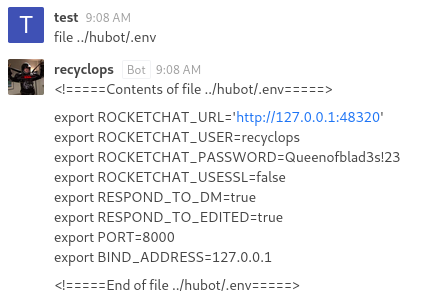 T
test 9:08 AM
file ../hubot/.env
recyclops Bot 9:08 AM
<!=====Contents of file ../hubot/.env=====>
export ROCKETCHAT_URL='http://127.0.0.1:48320'
export ROCKETCHAT_USER=recyclops
export ROCKETCHAT_PASSWORD=Queenofblad3s!23
export ROCKETCHAT_USESSL=false
export RESPOND_TO_DM=true
export RESPOND_TO_EDITED=true
export PORT=8000
export BIND_ADDRESS=127.0.0.1
<!=====End of file ../hubot/.env=====>